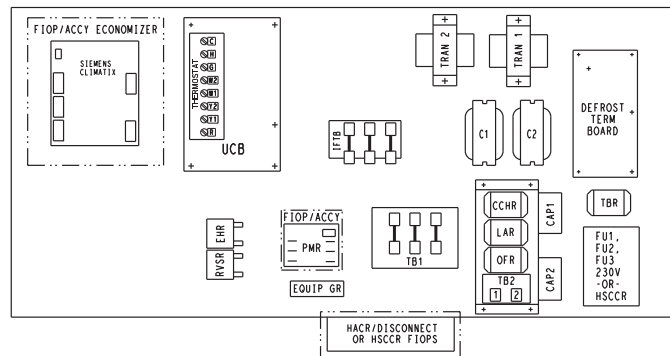 FIOP/ACCY ECONOMIZER
SIEMENS
CLIMATIX
THERMOSTAT
C
H
G
W2
W1
Y2
Y1
R
UCB
TRAN 2
TRAN 1
IFTB
C1
C2
DEFROST
TERM
BOARD
EHR
RVSR
FIOP/ACCY
PMR
EQUIP GR
TB1
CCHR
LAR
OFR
TB2
1 2
CAP1
CAP2
TBR
FU1,
FU2,
FU3
230V
-OR-
HSCCR
HACR/DISCONNECT
OR HSCCR FIOPS